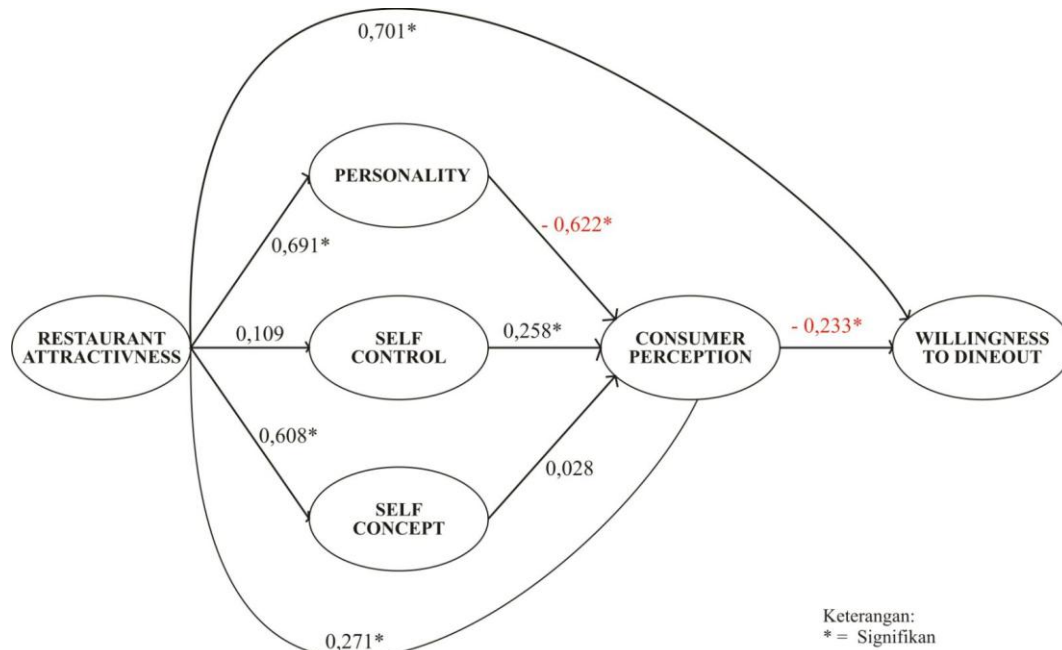 0,701*
PERSONALITY
- 0,622*
0,691*
RESTAURANT
ATTRACTIVNESS
0,109
SELF
CONTROL
0,258*
CONSUMER
PERCEPTION
- 0,233*
WILLINGNESS
TO DINEOUT
0,608*
0,028
SELF
CONCEPT
0,271*
Keterangan:
* = Signifikan